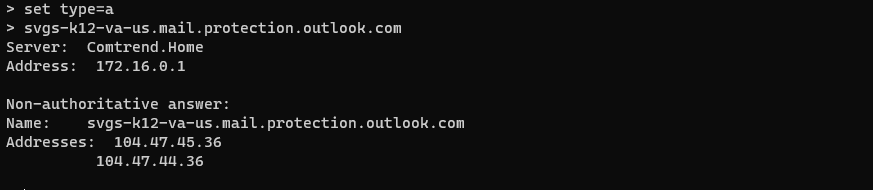 > set type=a
> svgs-k12-va-us.mail.protection.outlook.com
Server:  Comtrend.Home
Address:  172.16.0.1

Non-authoritative answer:
Name:    svgs-k12-va-us.mail.protection.outlook.com
Addresses:  104.47.45.36
          104.47.44.36